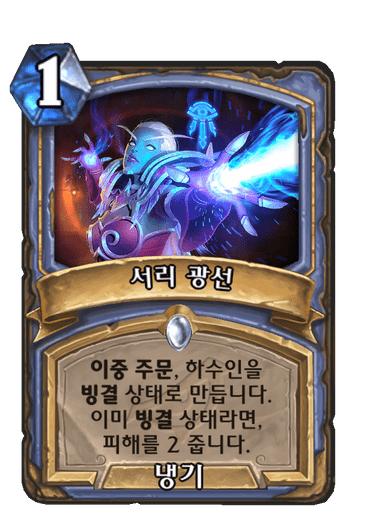 1
서리 광선
이중 주문, 하수인을
빙결 상태로 만듭니다.
이미 빙결 상태라면,
피해를 2 줍니다.
냉기